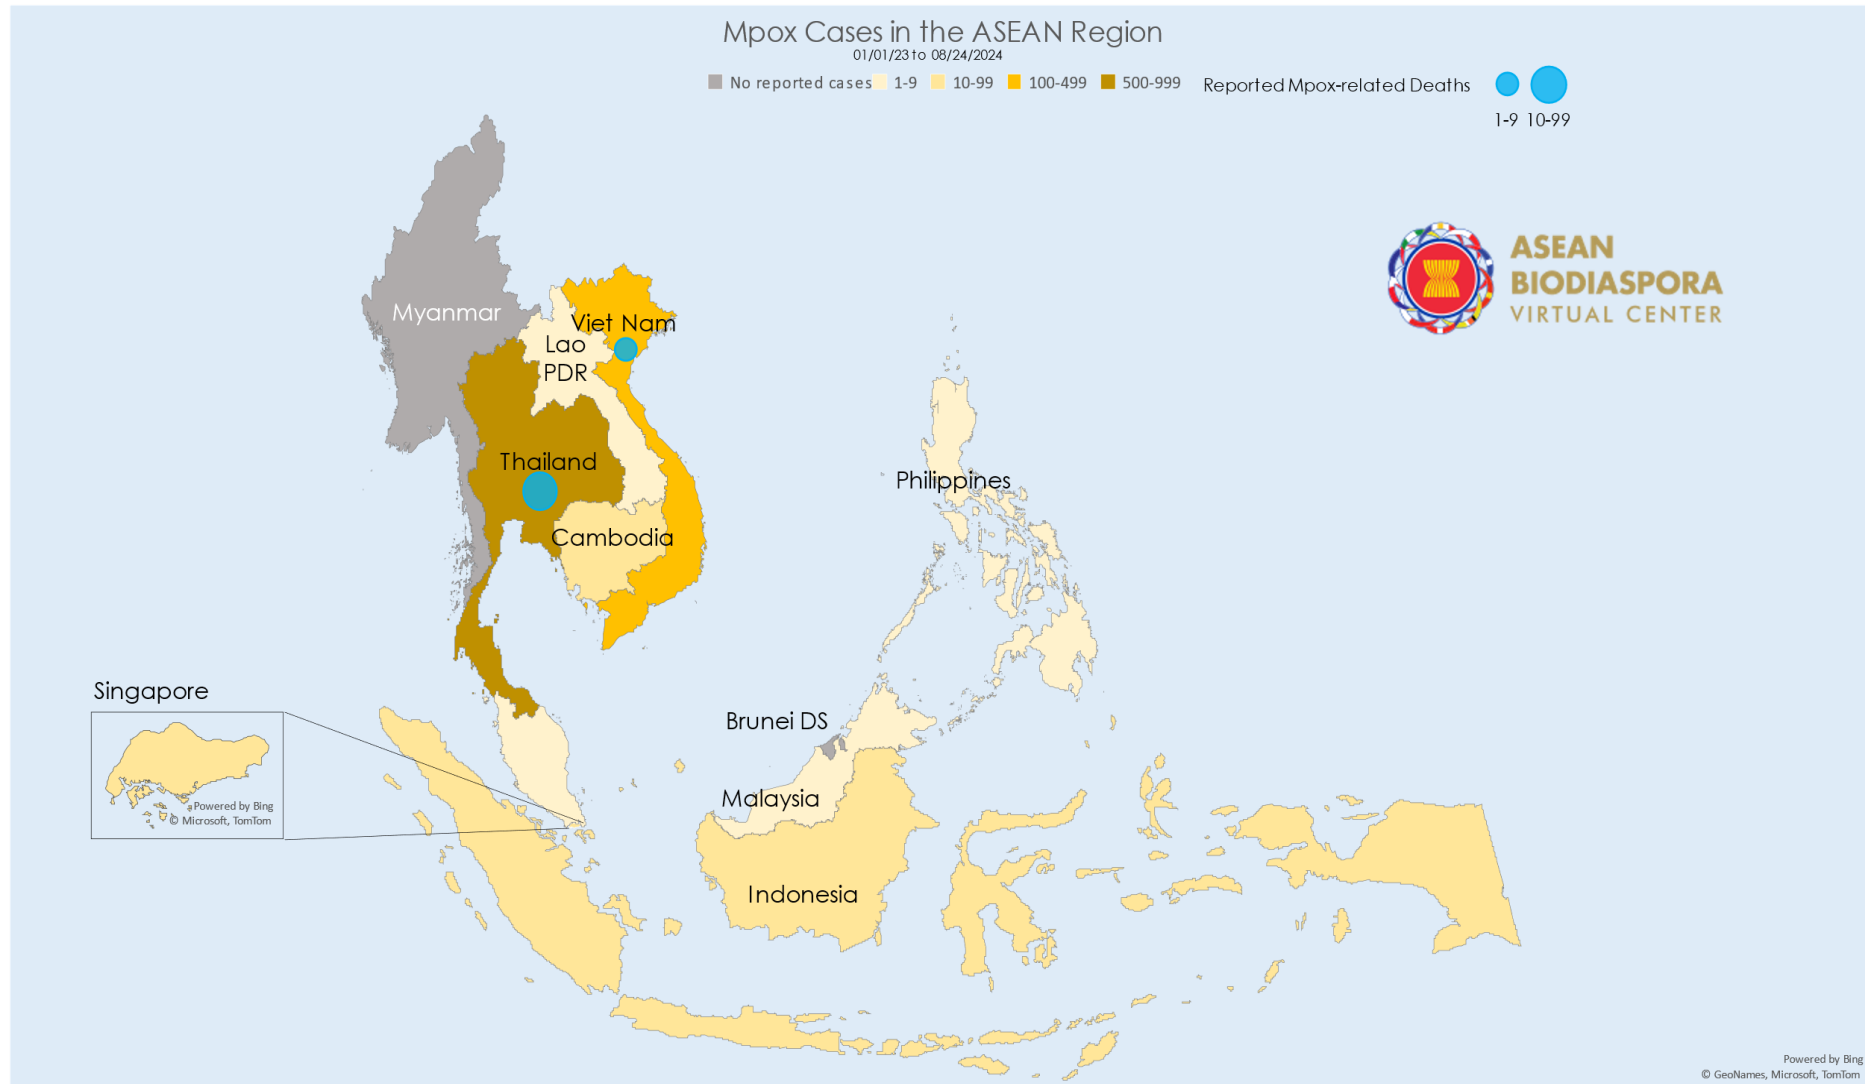 Mpox Cases in the ASEAN Region
01/01/23 to 08/24/2024
No reported cases 1-9 10-99 100-499 500-999
Reported Mpox-related Deaths
1-9 10-99
ASEAN
BIODIASPORA
VIRTUAL CENTER
Myanmar
Viet Nam
Lao
PDR
Thailand
Philippines
Cambodia
Singapore
Powered by Bing
© Microsoft, TomTom
Brunei DS
Malaysia
Indonesia
Powered by Bing
© GeoNames, Microsoft, TomTom